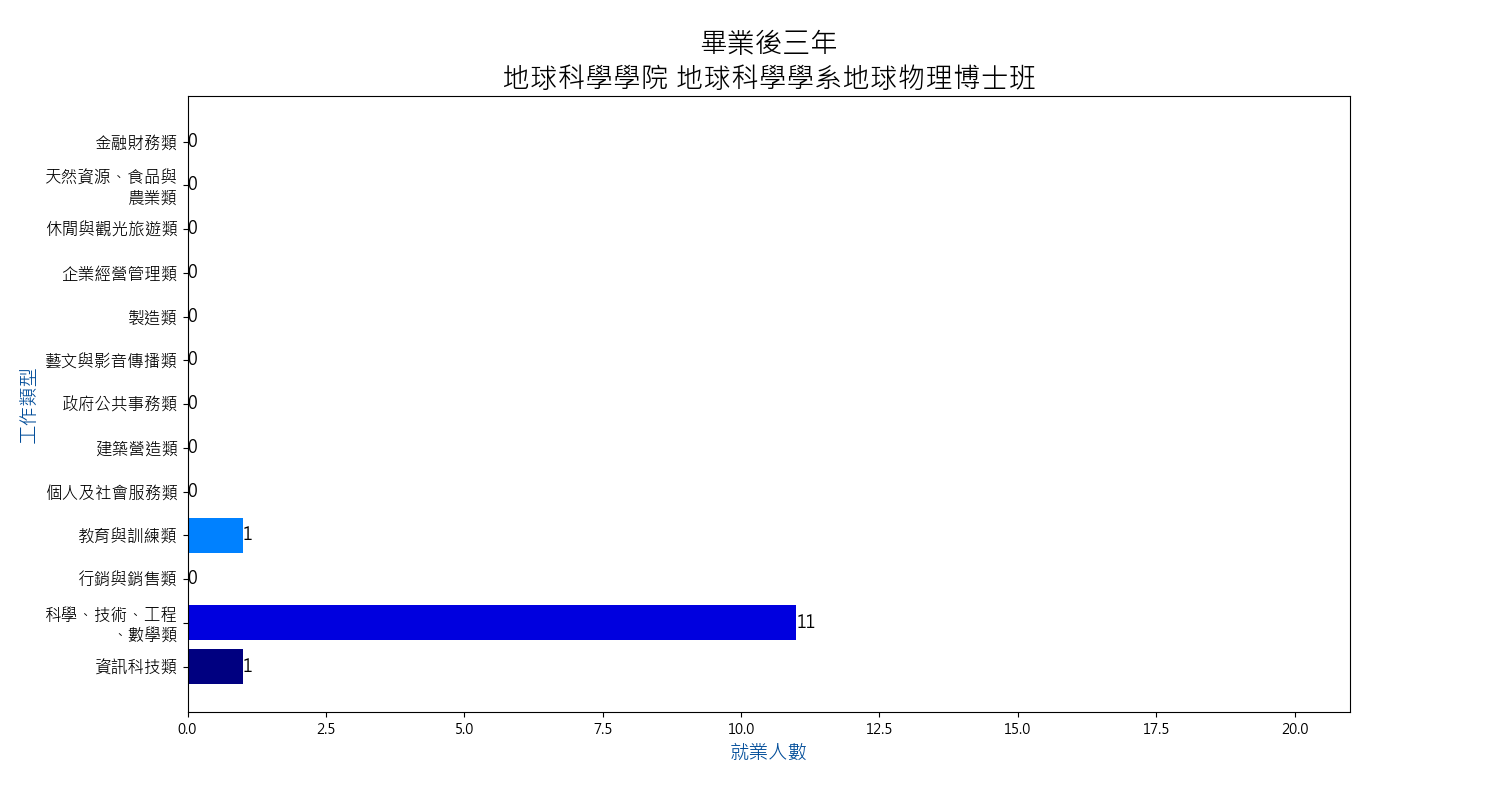 畢業後三年
地球科學學院 地球科學學系地球物理博士班
金融財務類
0
天然資源、食品與
農業類
0
休閒與觀光旅遊類
0
企業經營管理類
0
製造類
0
藝文與影音傳播類
0
政府公共事務類
0
建築營造類
0
個人及社會服務類
0
教育與訓練類
1
行銷與銷售類
0
科學、技術、工程
、數學類
11
資訊科技類
1
工作類型
0.0
2.5
5.0
7.5
10.0
12.5
15.0
17.5
20.0
就業人數